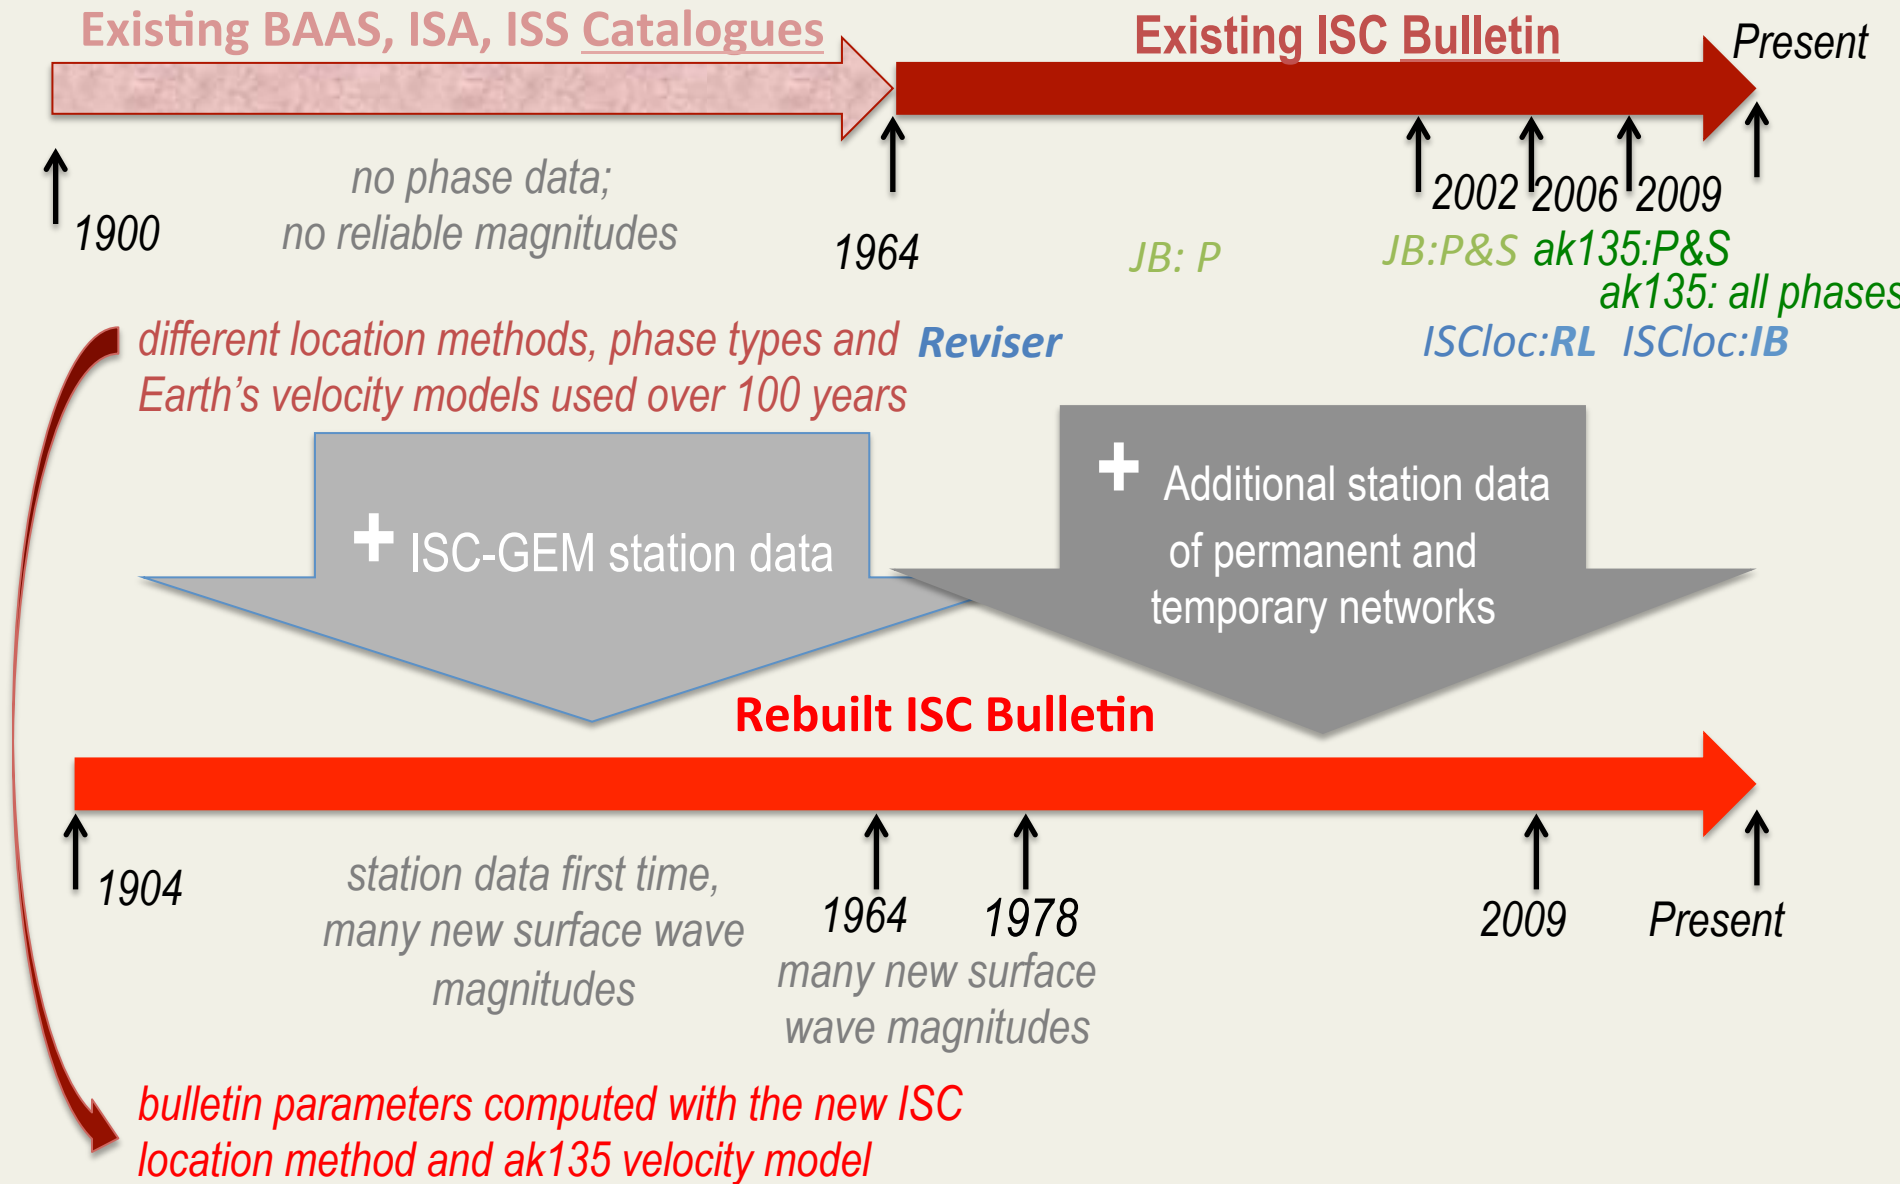 Existing BAAS, ISA, ISS Catalogues
Existing ISC Bulletin
Present
1900
no phase data;
no reliable magnitudes
1964
2002
2006
2009
JB: P
JB:P&S
ak135:P&S
ak135: all phases
different location methods, phase types and
Earth's velocity models used over 100 years
Reviser
ISCloc:RL
ISCloc:IB
+ ISC-GEM station data
+ Additional station data
of permanent and
temporary networks
Rebuilt ISC Bulletin
1904
station data first time,
many new surface wave
magnitudes
1964
1978
many new surface
wave magnitudes
2009
Present
bulletin parameters computed with the new ISC
location method and ak135 velocity model